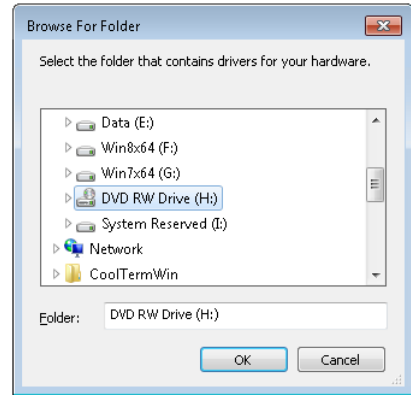 Browse For Folder
Select the folder that contains drivers for your hardware.
Data (E:)
Win8x64 (F:)
Win7x64 (G:)
DVD RW Drive (H:)
System Reserved (I:)
Network
CoolTermWin
Folder: DVD RW Drive (H:)
OK Cancel